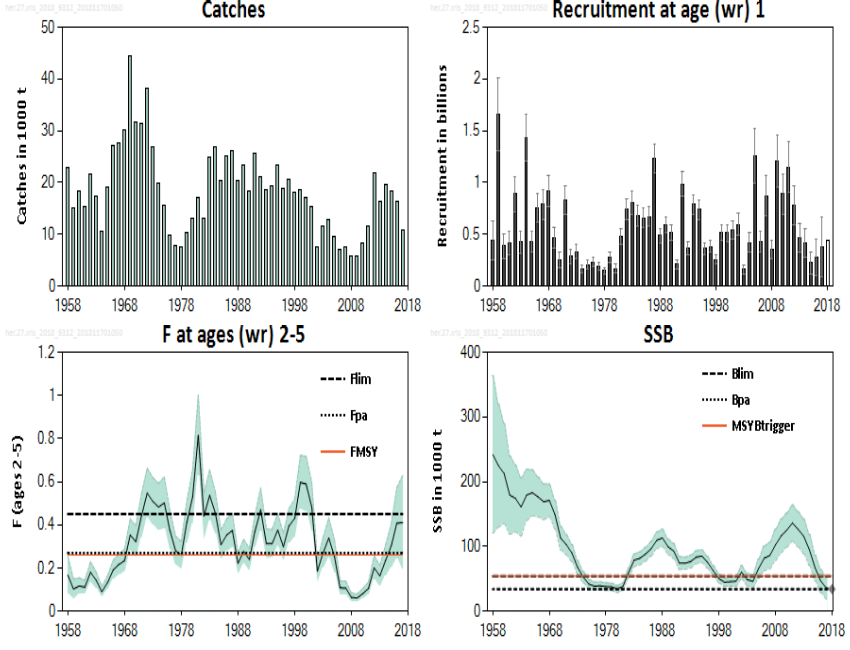 Catches
Catches in 1000 t
50
40
30
20
10
0
1958 1968 1978 1988 1998 2008 2018
Recruitment at age (wr) 1
Recruitment in billions
2.5
2
1.5
1
0.5
0
1958 1968 1978 1988 1998 2008 2018
F at ages (wr) 2-5
F (ages 2-5)
1.2
1
0.8
0.6
0.4
0.2
0
Flim
Fpa
FMSY
1958 1968 1978 1988 1998 2008 2018
SSB
SSB in 1000 t
400
300
200
100
0
Blim
Bpa
MSYBtrigger
1958 1968 1978 1988 1998 2008 2018